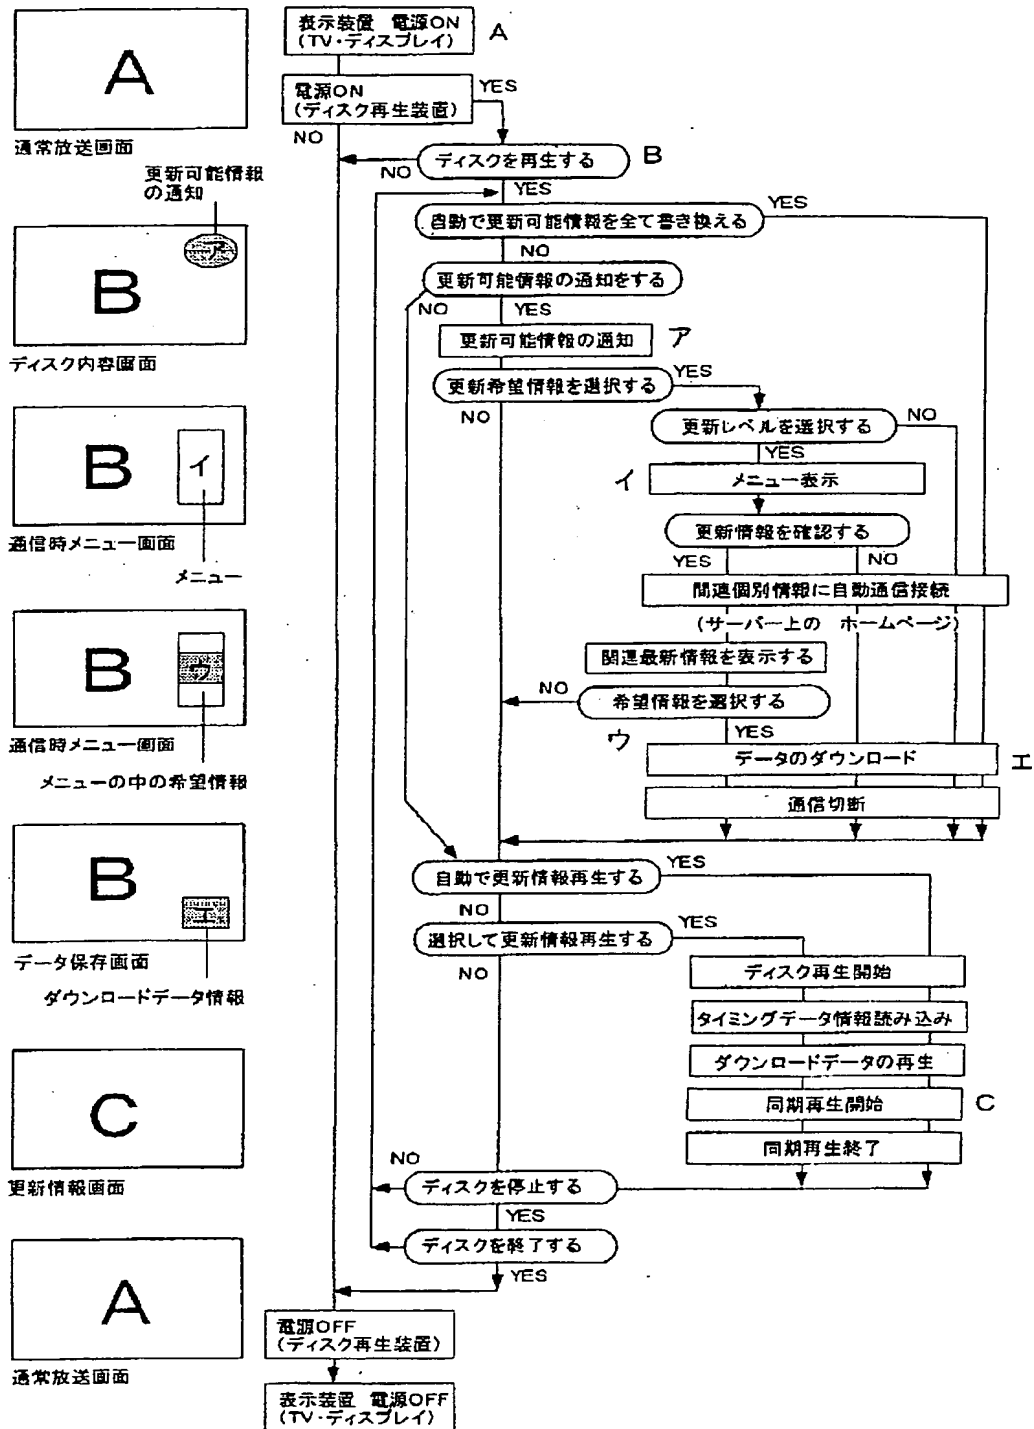 A
通常放送画面
更新可能情報
の通知
ア
B
ディスク内容画面
B
イ
通信時メニュー画面
メニュー
B
ウ
通信時メニュー画面
メニューの中の希望情報
B
エ
データ保存画面
ダウンロードデータ情報
C
更新情報画面
A
通常放送画面
表示装置 電源ON
(TV・ディスプレイ)
A
電源ON
(ディスク再生装置)
YES
NO
ディスクを再生する
B
NO
YES
自動で更新可能情報を全て書き換える
YES
NO
更新可能情報の通知をする
NO
YES
更新可能情報の通知
ア
更新希望情報を選択する
YES
NO
更新レベルを選択する
NO
YES
イ
メニュー表示
更新情報を確認する
YES
NO
関連個別情報に自動通信接続
(サーバー上の ホームページ)
関連最新情報を表示する
NO
希望情報を選択する
ウ
YES
データのダウンロード
エ
通信切断
自動で更新情報再生する
YES
NO
選択して更新情報再生する
YES
NO
ディスク再生開始
タイミングデータ情報読み込み
ダウンロードデータの再生
同期再生開始
C
同期再生終了
NO
ディスクを停止する
YES
ディスクを終了する
YES
電源OFF
(ディスク再生装置)
表示装置 電源OFF
(TV・ディスプレイ)